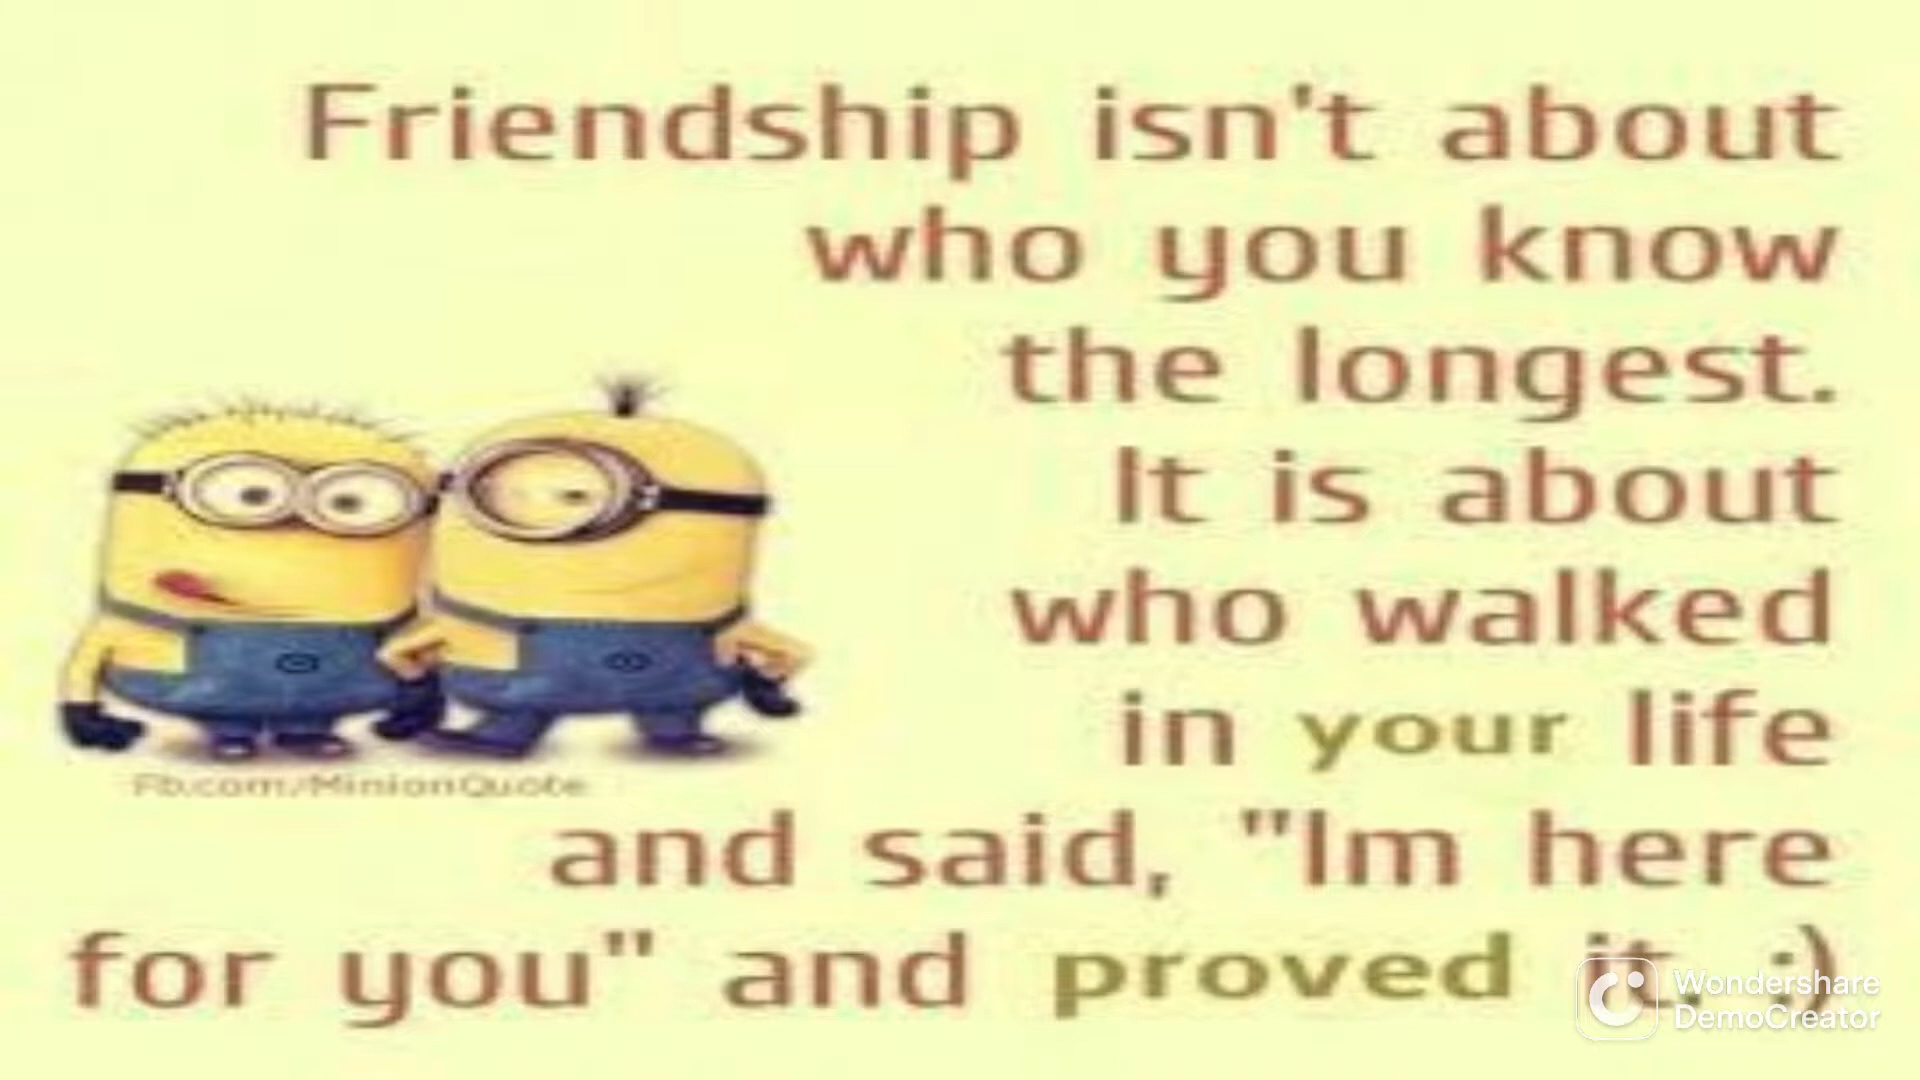 Friendship isn't about
who you know
the longest.
It is about
who walked
in your life
and said, "Im here
for you" and proved it. :)
Fb.com/MinionQuote
Wondershare
DemoCreator